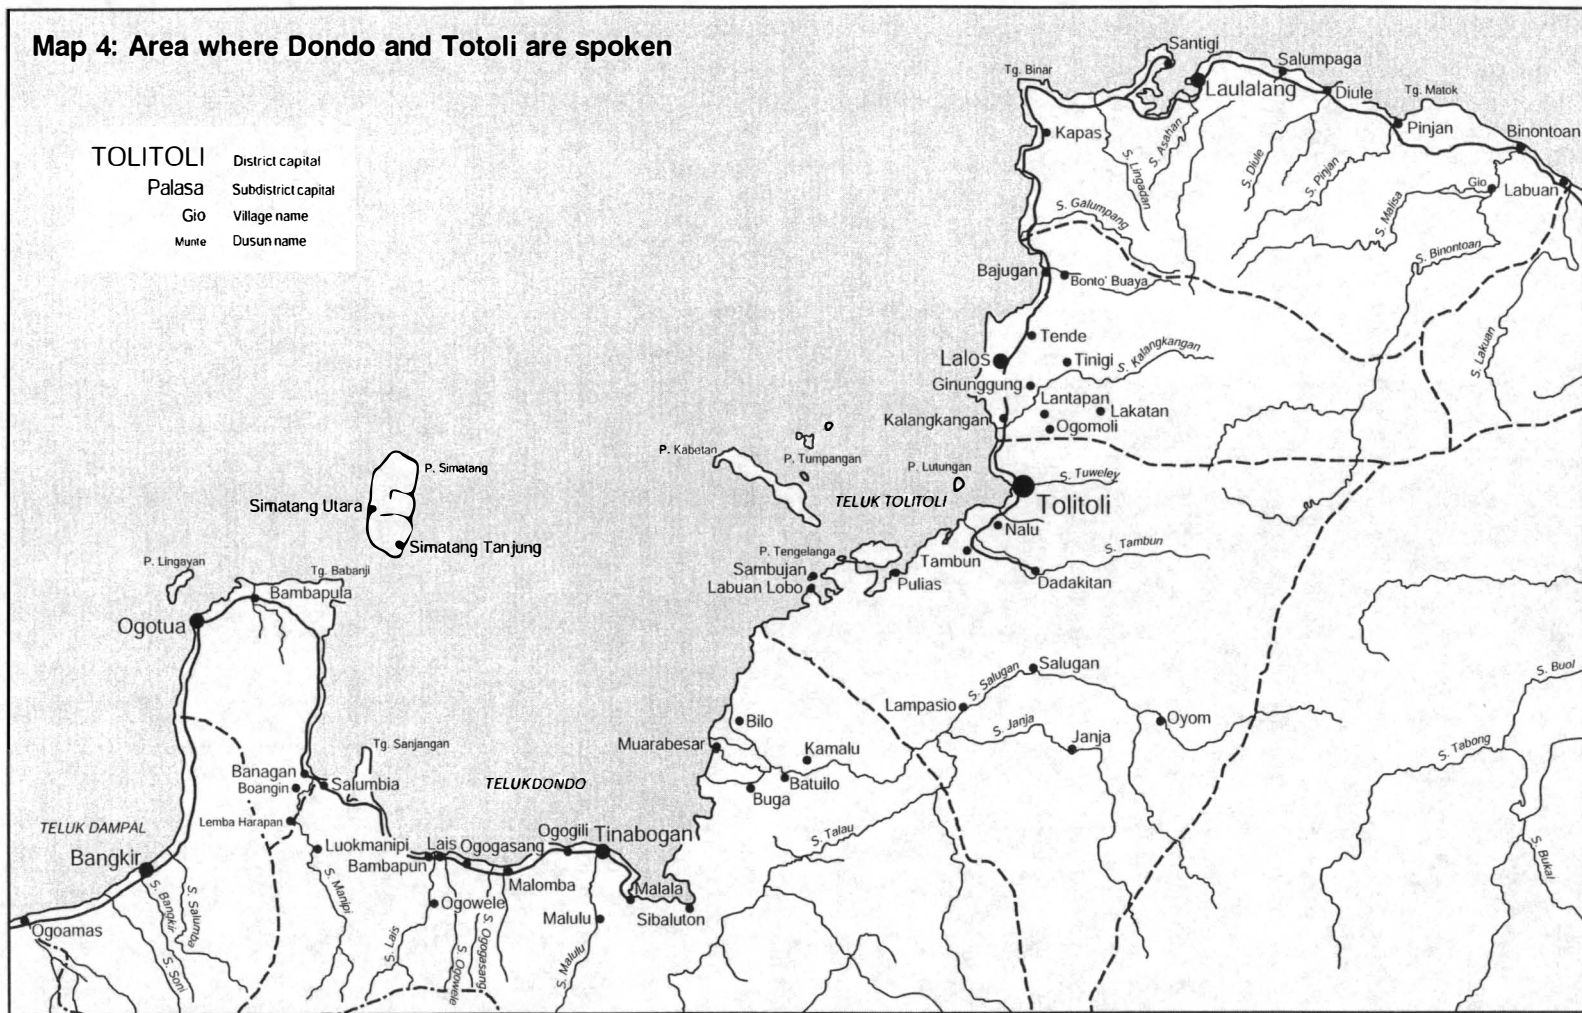 Map 4: Area where Dondo and Totoli are spoken
TOLITOLI District capital
Palasa Subdistrict capital
Gio Village name
Munte Dusun name
Santigi
Salumpaga
Tg. Binar
Laulalang
Diule
Tg. Matok
Kapas
Pinjan
Binontoan
S. Asahan
S. Lingadan
S. Diule
S. Pinjan
Gio
Labuan
S. Malisa
S. Galumpang
S. Binontoan
Bajugan
Bonto' Buaya
Tende
Lalos
Tinigi
S. Kalangkangan
S. Lakuan
Ginunggung
Lantapan
Lakatan
Kalangkangan
Ogomoli
P. Kabetan
P. Tumpangan
P. Simatang
P. Lutungan
S. Tuweley
TELUK TOLITOLI
Tolitoli
Simatang Utara
Nalu
Simatang Tanjung
P. Tengelanga
Tambun
S. Tambun
P. Lingayan
Tg. Babanji
Sambujan
Labuan Lobo
Pulias
Dadakitan
Bambapula
Ogotua
Salugan
S. Salugan
S. Buol
Lampasio
Bilo
Oyom
S. Janja
Janja
Muarabesar
Kamalu
S. Tabong
Tg. Sanjangan
Banagan
Boangin
Salumbia
TELUKDONDO
Batuilo
Buga
Lemba Harapan
TELUK DAMPAL
S. Talau
Ogogili
Tinabogan
Luokmanipi
Lais
Ogogasang
Bangkir
Bambapun
S. Bukal
Malomba
Malala
S. Bangkir
S. Salumba
S. Manipi
Ogowele
Malulu
Sibaluton
Ogoamas
S. Soni
S. Lais
S. Ogowele
S. Ogogasang
S. Malulu